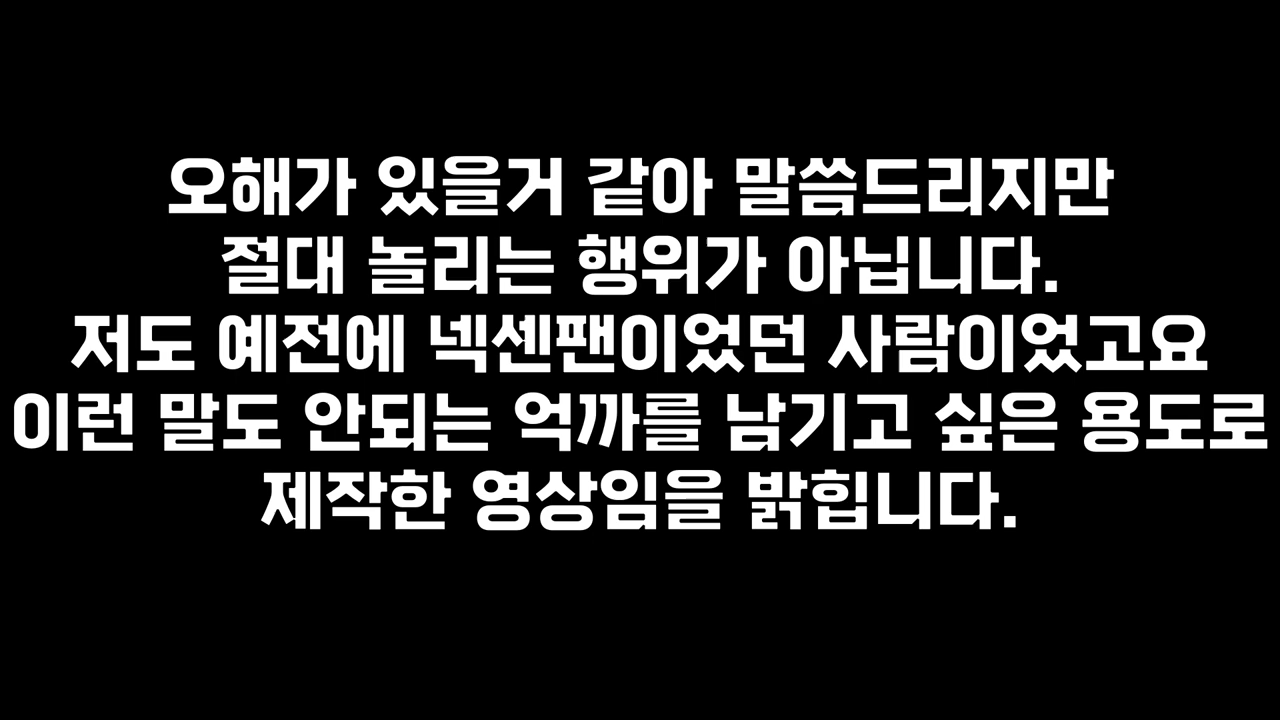 오해가 있을거 같아 말씀드리지만
절대 놀리는 행위가 아닙니다.
저도 예전에 넥센팬이었던 사람이었고요
이런 말도 안되는 억까를 남기고 싶은 용도로
제작한 영상임을 밝힙니다.